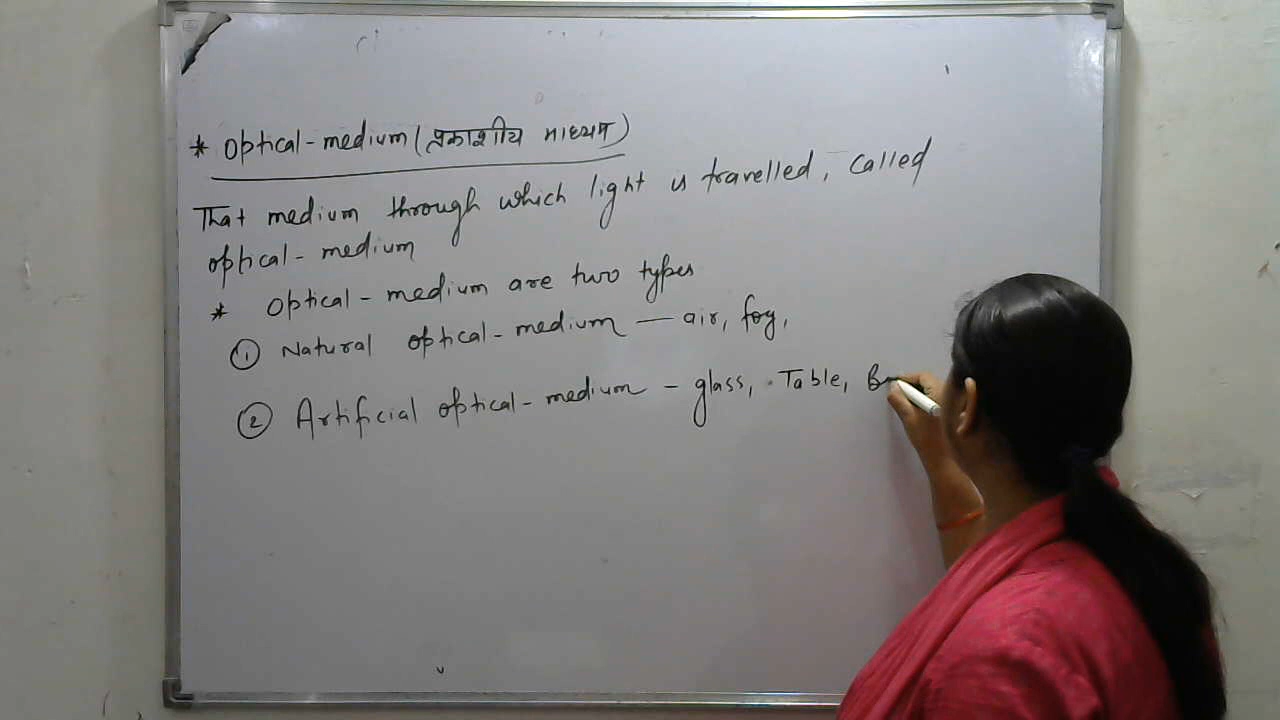 * Optical-medium (प्रकाशीय माध्यम)
That medium through which light is travelled, called
optical-medium
* Optical-medium are two types
① Natural optical-medium — air, fog,
② Artificial optical-medium - glass, Table,